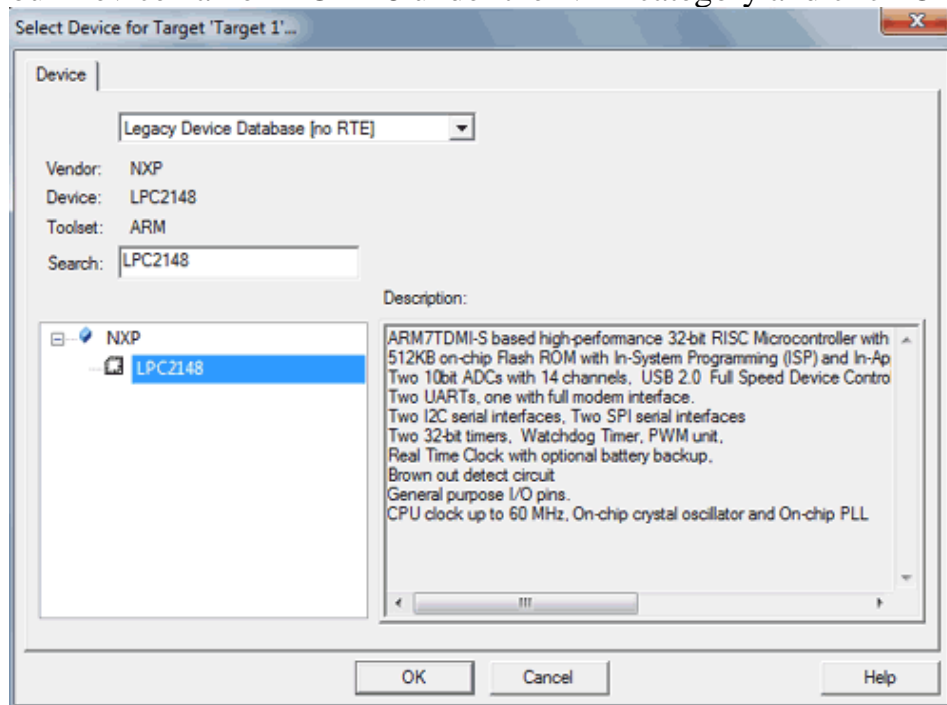 Select Device for Target 'Target 1'...
Device
Legacy Device Database [no RTE]
Vendor: NXP
Device: LPC2148
Toolset: ARM
Search: LPC2148
Description:
NXP
LPC2148
ARM7TDMI-S based high-performance 32-bit RISC Microcontroller with
512KB on-chip Flash ROM with In-System Programming (ISP) and In-Ap
Two 10bit ADCs with 14 channels, USB 2.0 Full Speed Device Contro
Two UARTs, one with full modem interface.
Two I2C serial interfaces, Two SPI serial interfaces
Two 32-bit timers, Watchdog Timer, PWM unit,
Real Time Clock with optional battery backup,
Brown out detect circuit
General purpose I/O pins.
CPU clock up to 60 MHz, On-chip crystal oscillator and On-chip PLL
OK Cancel Help